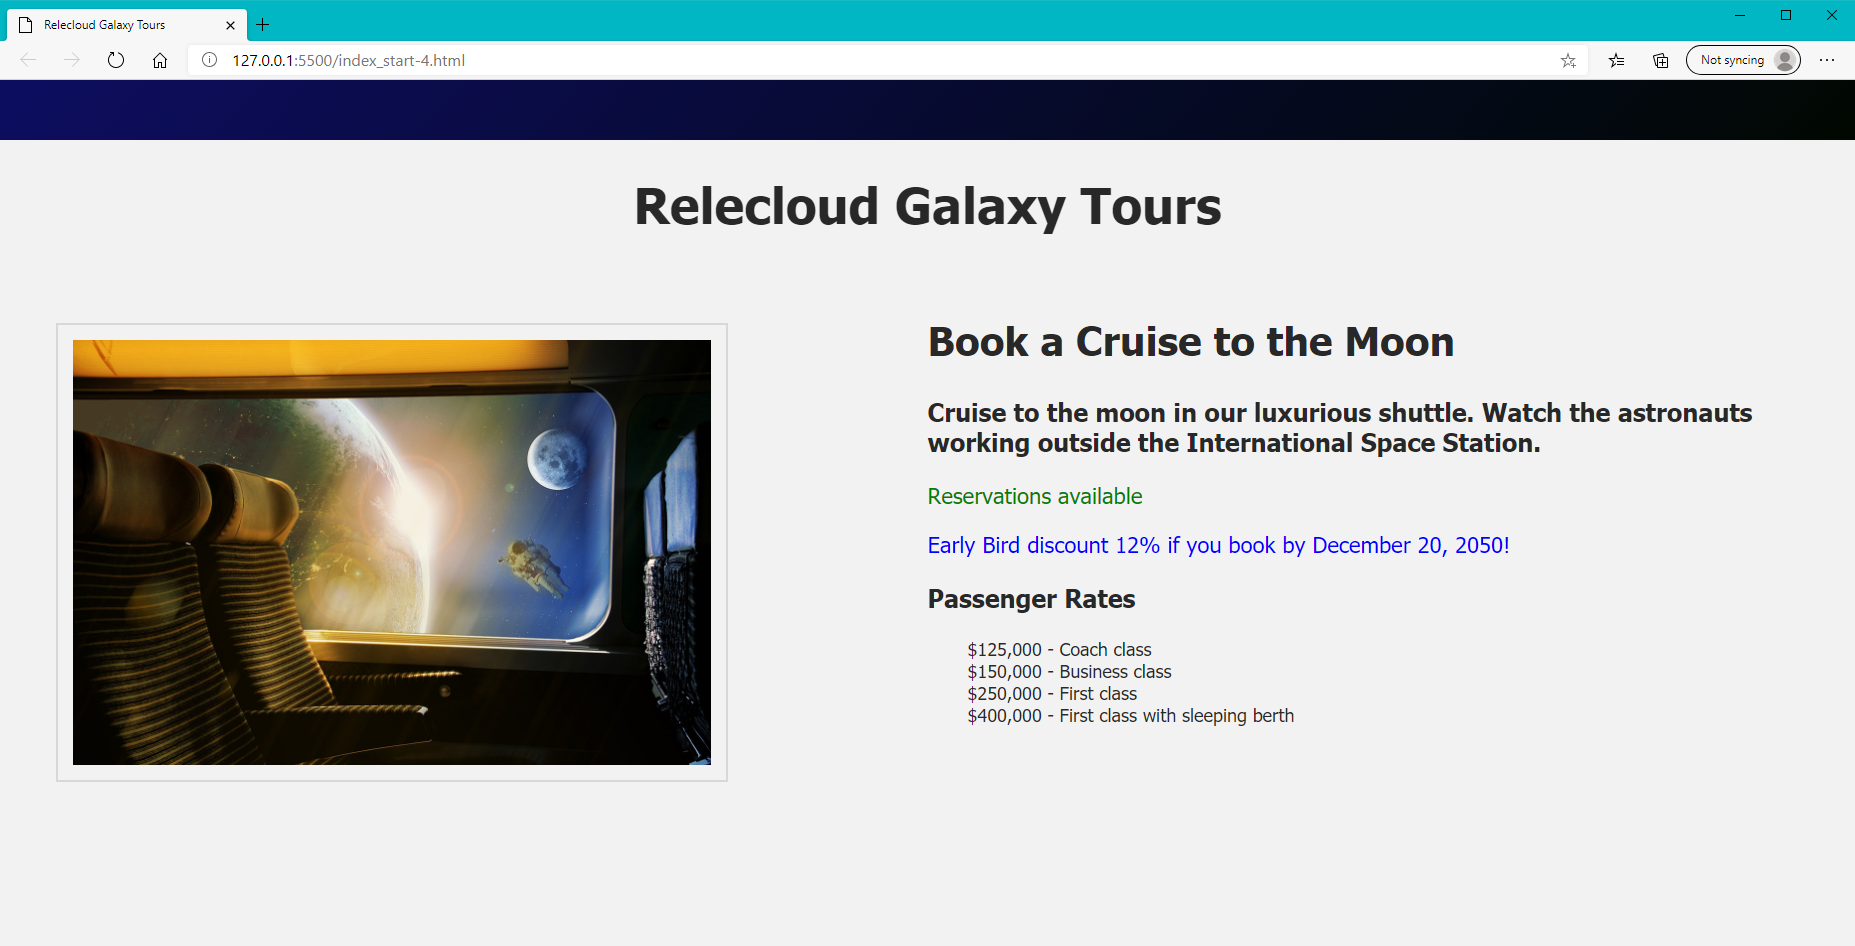 Relecloud Galaxy Tours
127.0.0.1:5500/index_start-4.html
Not syncing
Relecloud Galaxy Tours
Book a Cruise to the Moon
Cruise to the moon in our luxurious shuttle. Watch the astronauts
working outside the International Space Station.
Reservations available
Early Bird discount 12% if you book by December 20, 2050!
Passenger Rates
$125,000 - Coach class
$150,000 - Business class
$250,000 - First class
$400,000 - First class with sleeping berth